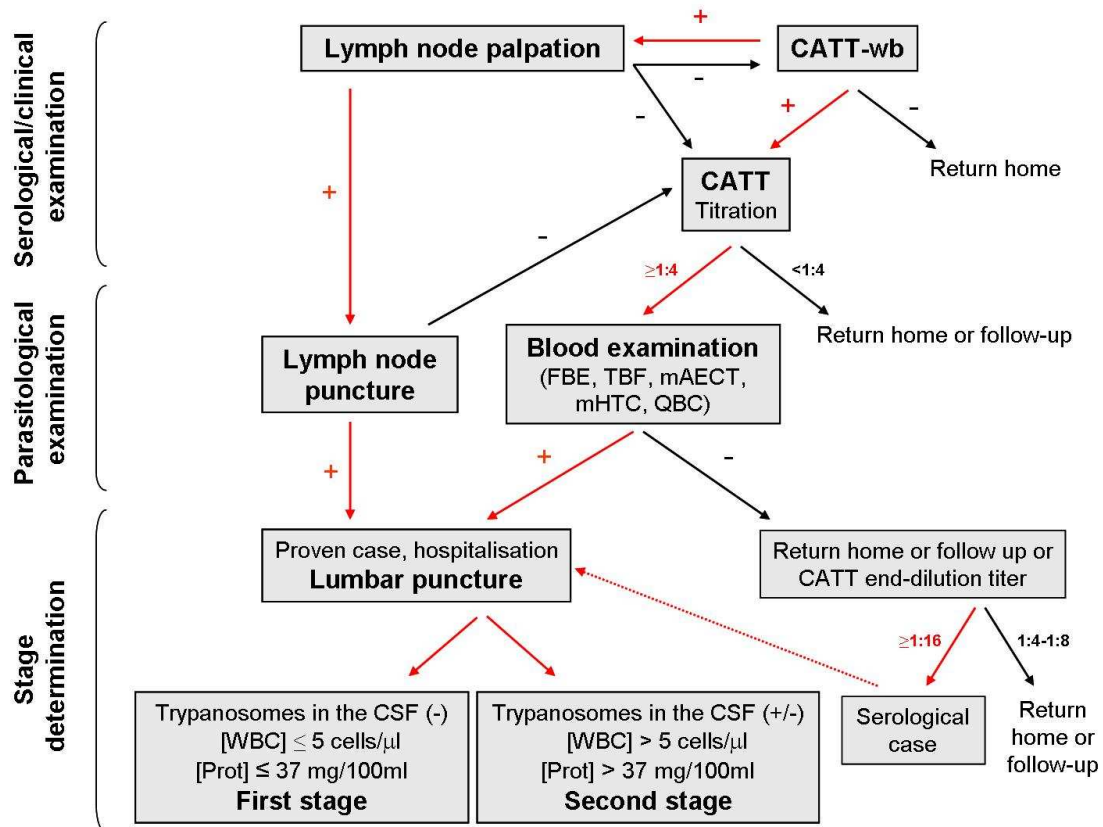 Serological/clinical
examination
Lymph node palpation
+
CATT-wb
–
–
+
–
Return home
+
CATT
Titration
–
≥1:4
<1:4
Return home or follow-up
Parasitological
examination
Lymph node
puncture
Blood examination
(FBE, TBF, mAECT,
mHTC, QBC)
+
+
–
Stage
determination
Proven case, hospitalisation
Lumbar puncture
Return home or follow up or
CATT end-dilution titer
≥1:16
1:4-1:8
Trypanosomes in the CSF (-)
[WBC] ≤ 5 cells/μl
[Prot] ≤ 37 mg/100ml
First stage
Trypanosomes in the CSF (+/-)
[WBC] > 5 cells/μl
[Prot] > 37 mg/100ml
Second stage
Serological
case
Return
home or
follow-up